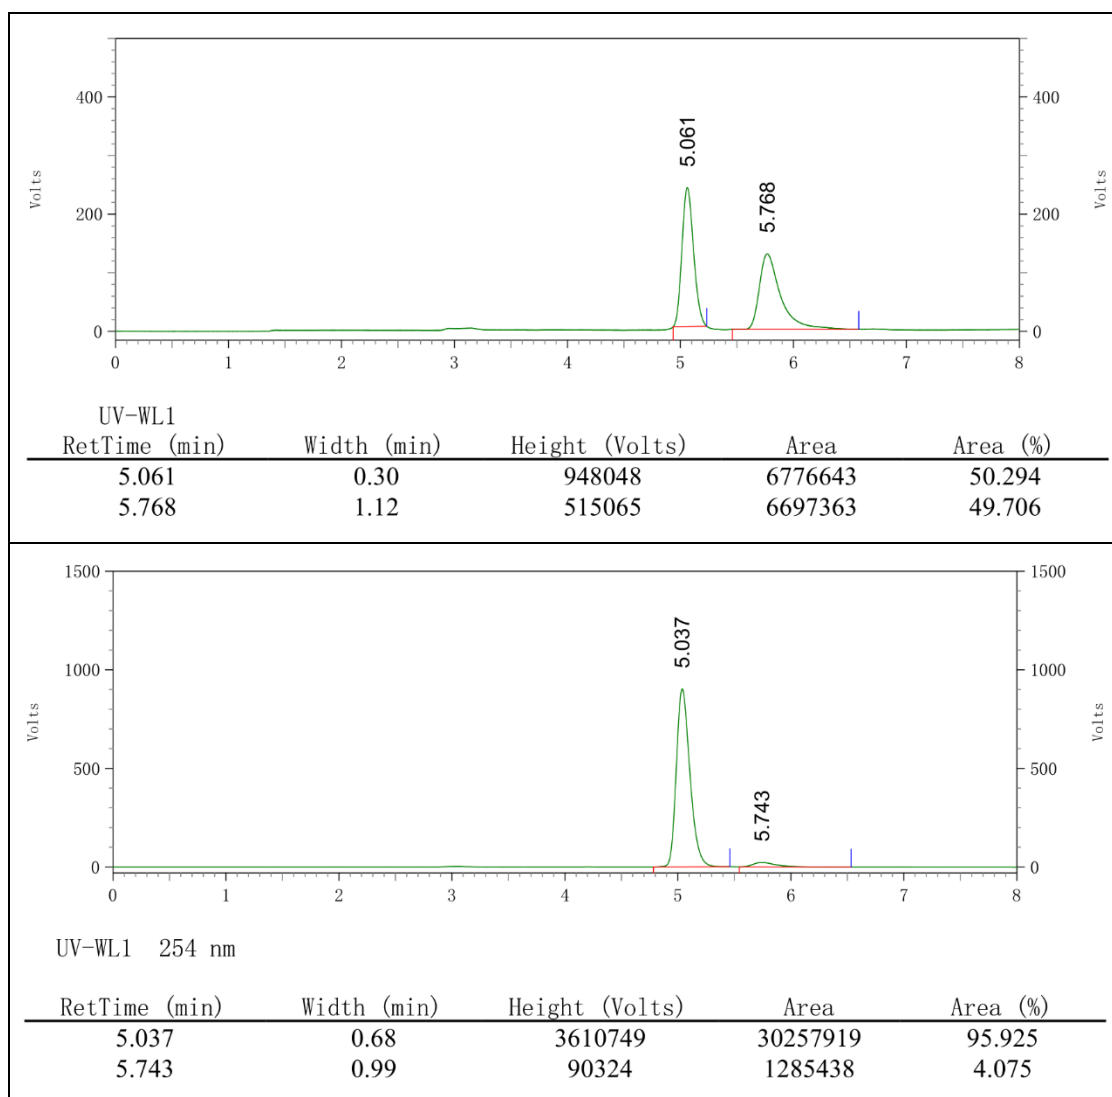 400 400
5.061
5.768
Volts Volts
200 200
0 0
0 1 2 3 4 5 6 7 8
UV-WL1
RetTime (min) Width (min) Height (Volts) Area Area (%)
5.061 0.30 948048 6776643 50.294
5.768 1.12 515065 6697363 49.706
1500 1500
5.037
1000 1000
Volts Volts
500 500
5.743
0 0
0 1 2 3 4 5 6 7 8
UV-WL1 254 nm
RetTime (min) Width (min) Height (Volts) Area Area (%)
5.037 0.68 3610749 30257919 95.925
5.743 0.99 90324 1285438 4.075